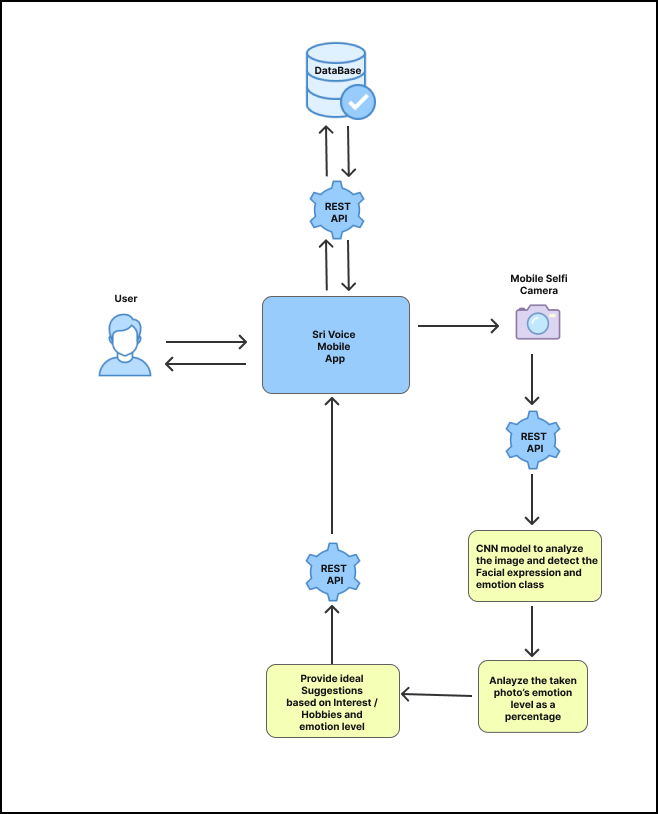 DataBase
REST
API
User
Mobile Selfi
Camera
Sri Voice
Mobile
App
REST
API
CNN model to analyze
the image and detect the
Facial expression and
emotion class
REST
API
Provide ideal
Suggestions
based on Interest /
Hobbies and
emotion level
Anlayze the taken
photo's emotion
level as a
percentage